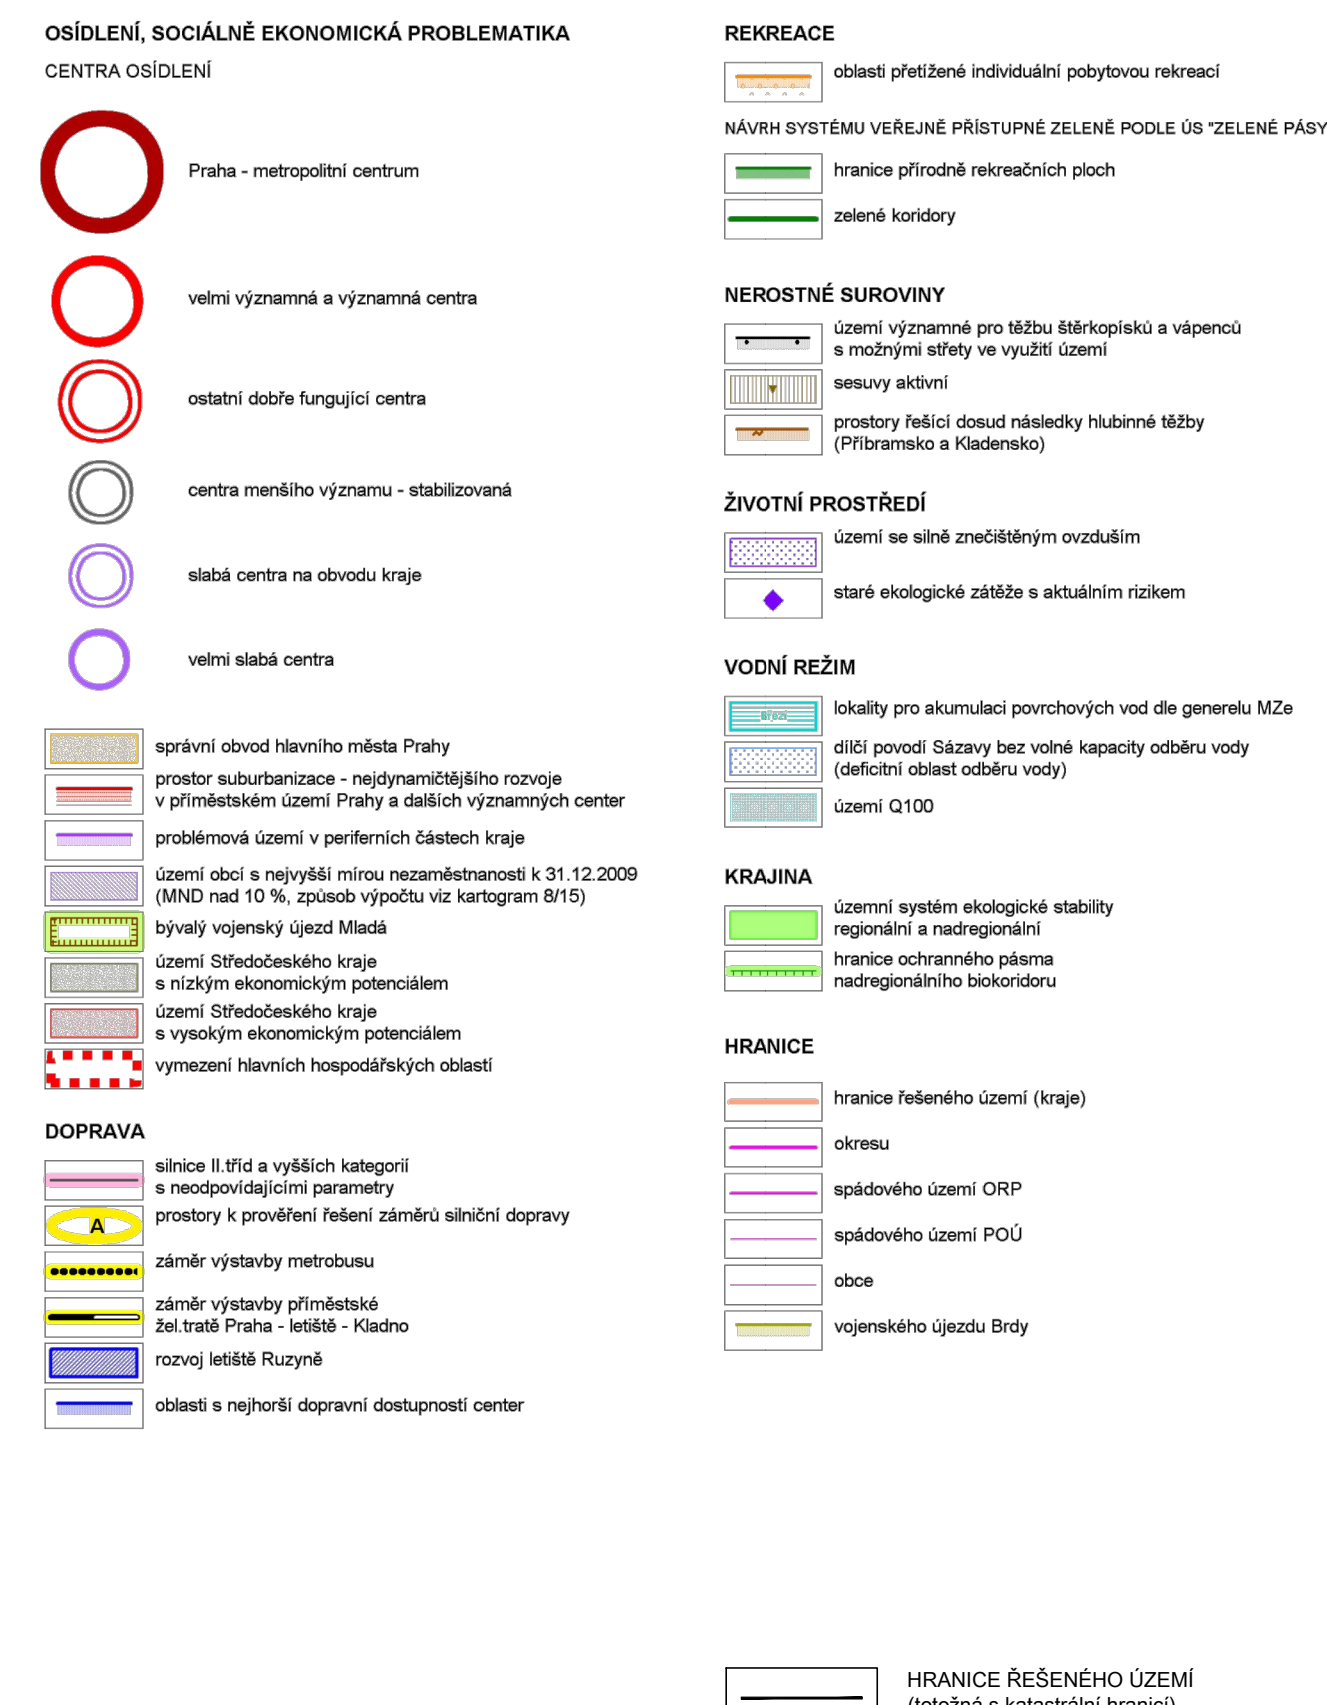 OSÍDLENÍ, SOCIÁLNĚ EKONOMICKÁ PROBLEMATIKA
CENTRA OSÍDLENÍ
Praha - metropolitní centrum
velmi významná a významná centra
ostatní dobře fungující centra
centra menšího významu - stabilizovaná
slabá centra na obvodu kraje
velmi slabá centra
správní obvod hlavního města Prahy
prostor suburbanizace - nejdynamičtějšího rozvoje
v příměstském území Prahy a dalších významných center
problémová území v periferních částech kraje
území obcí s nejvyšší mírou nezaměstnanosti k 31.12.2009
(MND nad 10 %, způsob výpočtu viz kartogram 8/15)
bývalý vojenský újezd Mladá
území Středočeského kraje
s nízkým ekonomickým potenciálem
území Středočeského kraje
s vysokým ekonomickým potenciálem
vymezení hlavních hospodářských oblastí
DOPRAVA
silnice II.tříd a vyšších kategorií
s neodpovídajícími parametry
A
prostory k prověření řešení záměrů silniční dopravy
záměr výstavby metrobusu
záměr výstavby příměstské
žel.tratě Praha - letiště - Kladno
rozvoj letiště Ruzyně
oblasti s nejhorší dopravní dostupností center
REKREACE
oblasti přetížené individuální pobytovou rekreací
NÁVRH SYSTÉMU VEŘEJNĚ PŘÍSTUPNÉ ZELENĚ PODLE ÚS "ZELENÉ PÁSY
hranice přírodně rekreačních ploch
zelené koridory
NEROSTNÉ SUROVINY
území významné pro těžbu štěrkopísků a vápenců
s možnými střety ve využití území
sesuvy aktivní
prostory řešící dosud následky hlubinné těžby
(Příbramsko a Kladensko)
ŽIVOTNÍ PROSTŘEDÍ
území se silně znečištěným ovzduším
staré ekologické zátěže s aktuálním rizikem
VODNÍ REŽIM
Březí
lokality pro akumulaci povrchových vod dle generelu MZe
dílčí povodí Sázavy bez volné kapacity odběru vody
(deficitní oblast odběru vody)
území Q100
KRAJINA
územní systém ekologické stability
regionální a nadregionální
hranice ochranného pásma
nadregionálního biokoridoru
HRANICE
hranice řešeného území (kraje)
okresu
spádového území ORP
spádového území POÚ
obce
vojenského újezdu Brdy
HRANICE ŘEŠENÉHO ÚZEMÍ
(totožná s katastrální hranicí)